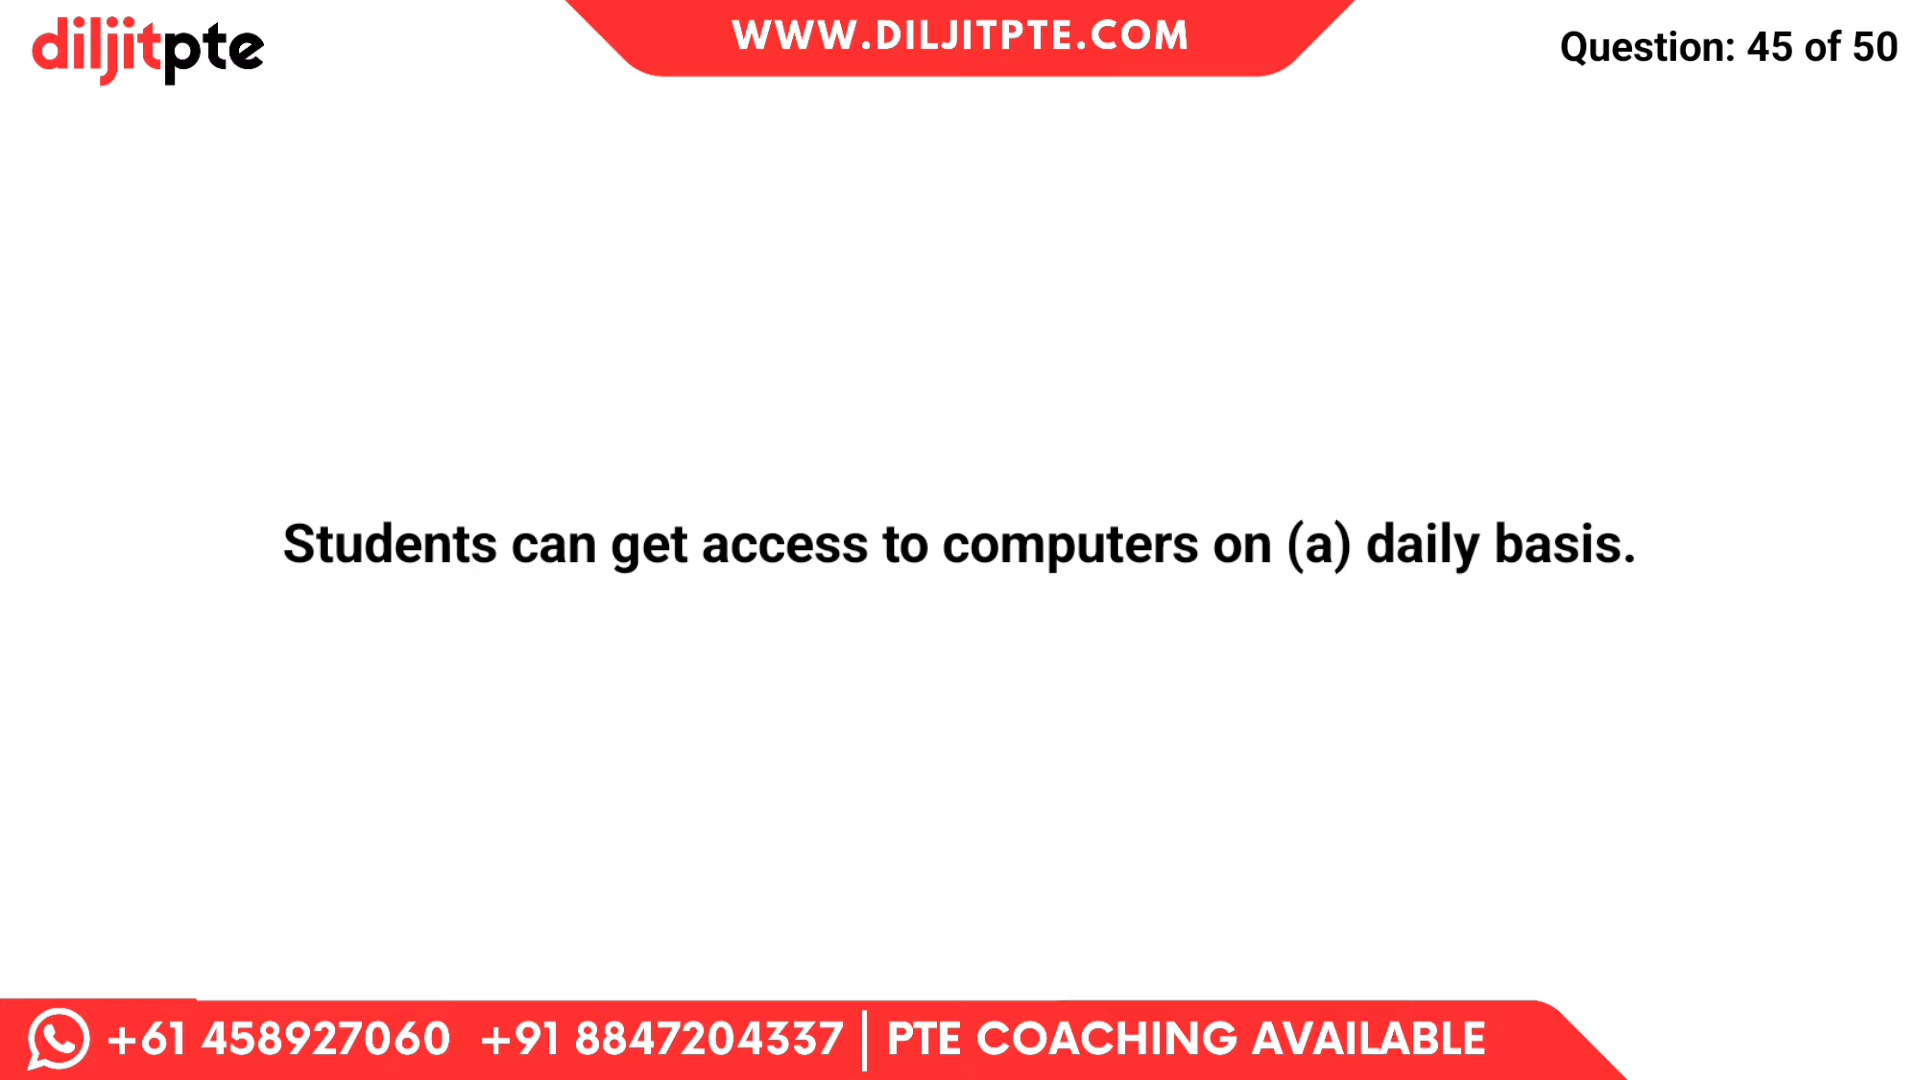 diljitpte
WWW.DILJITPTE.COM
Question: 45 of 50
Students can get access to computers on (a) daily basis.
+61 458927060 +91 8847204337 | PTE COACHING AVAILABLE